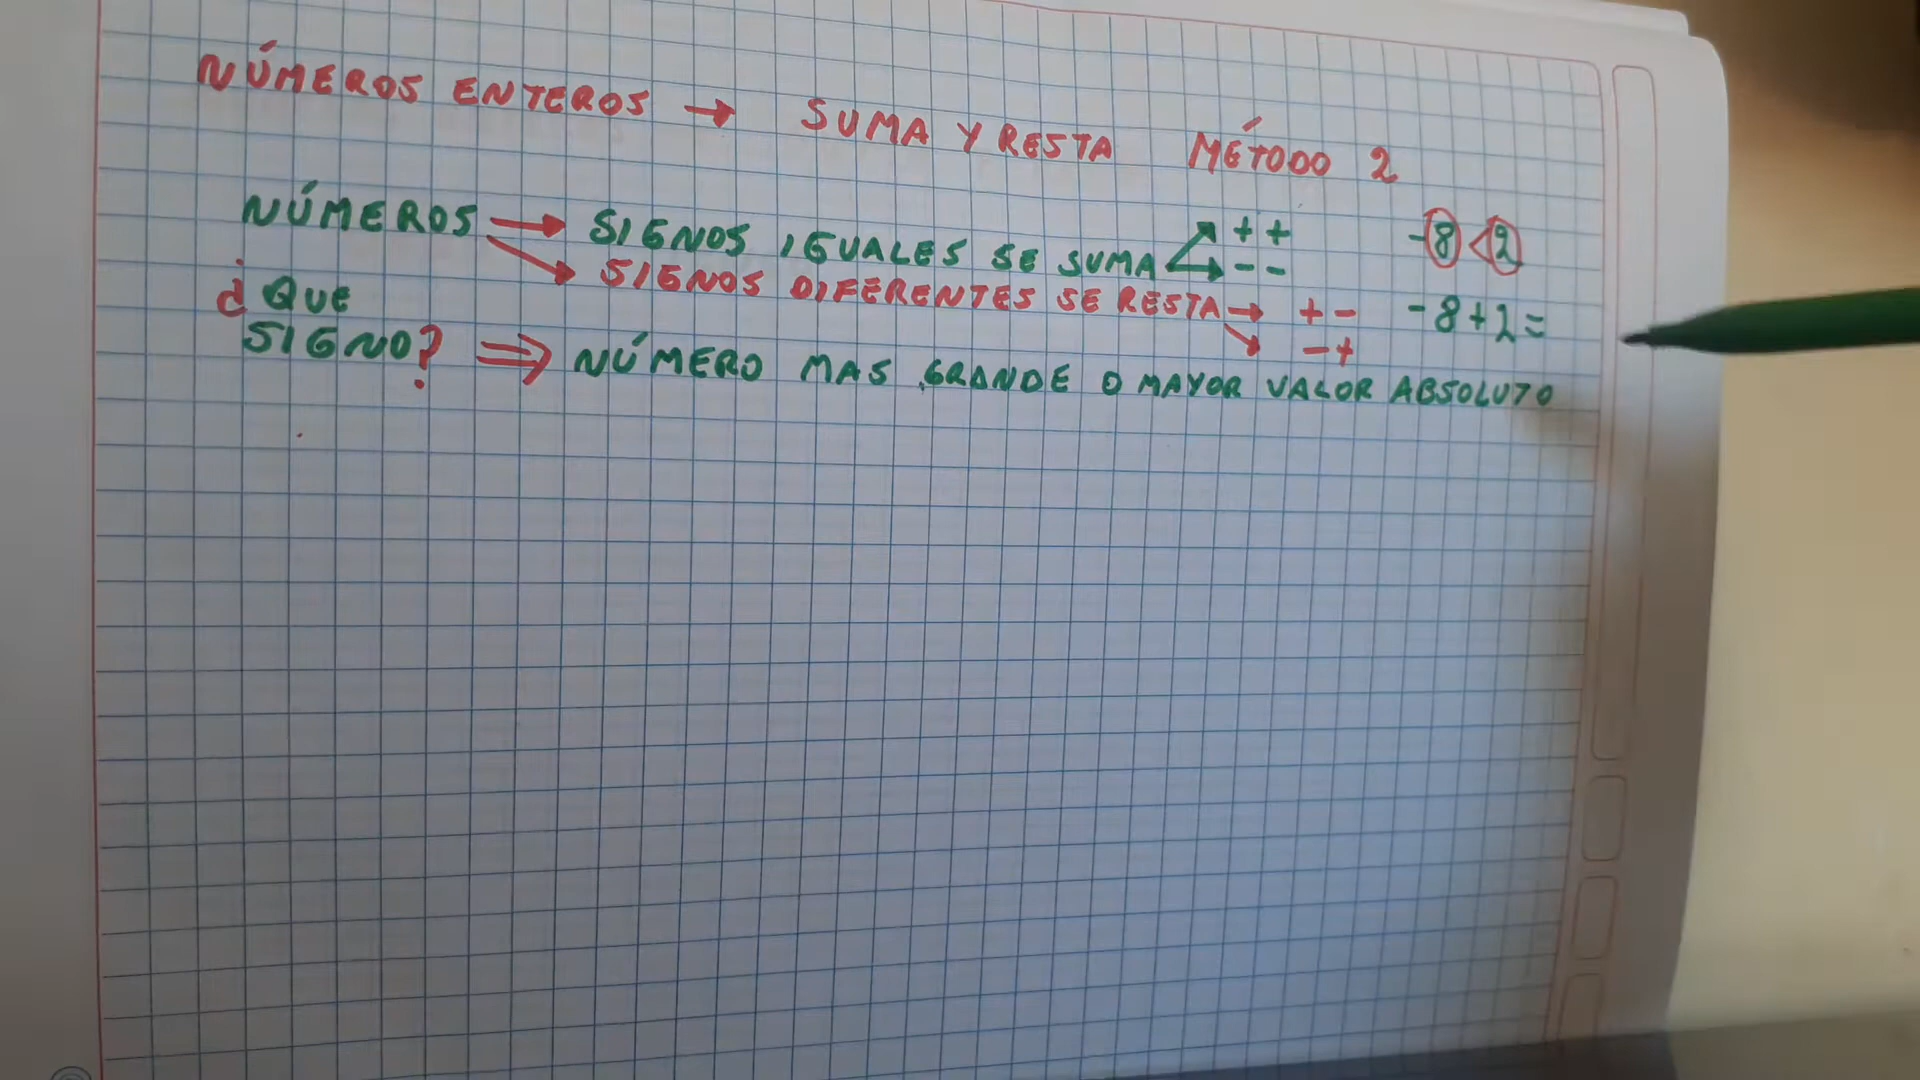 NÚMEROS ENTEROS → SUMA Y RESTA MÉTODO 2
NÚMEROS → SIGNOS IGUALES SE SUMA + +
- -
-8 < 2
SIGNOS DIFERENTES SE RESTA → + -
- +
-8+2=
¿QUE
SIGNO? ⇒ NÚMERO MAS GRANDE O MAYOR VALOR ABSOLUTO